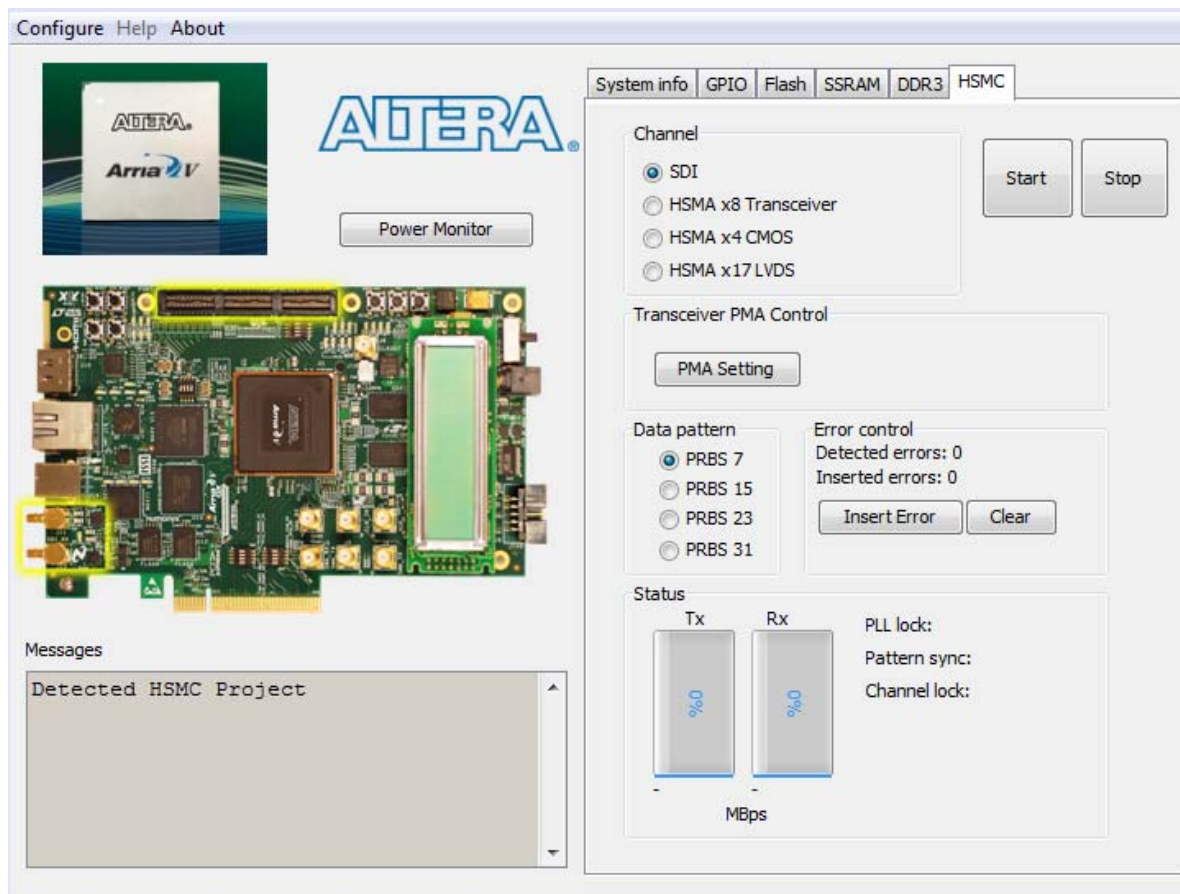 Configure Help About
ALTERA.
Arria V
ALTERA®
Power Monitor
System info GPIO Flash SSRAM DDR3 HSMC
Channel
SDI
HSMA x8 Transceiver
HSMA x4 CMOS
HSMA x17 LVDS
Start Stop
Transceiver PMA Control
PMA Setting
Data pattern
PRBS 7
PRBS 15
PRBS 23
PRBS 31
Error control
Detected errors: 0
Inserted errors: 0
Insert Error Clear
Status
Tx Rx
0% 0%
- -
MBps
PLL lock:
Pattern sync:
Channel lock:
Messages
Detected HSMC Project